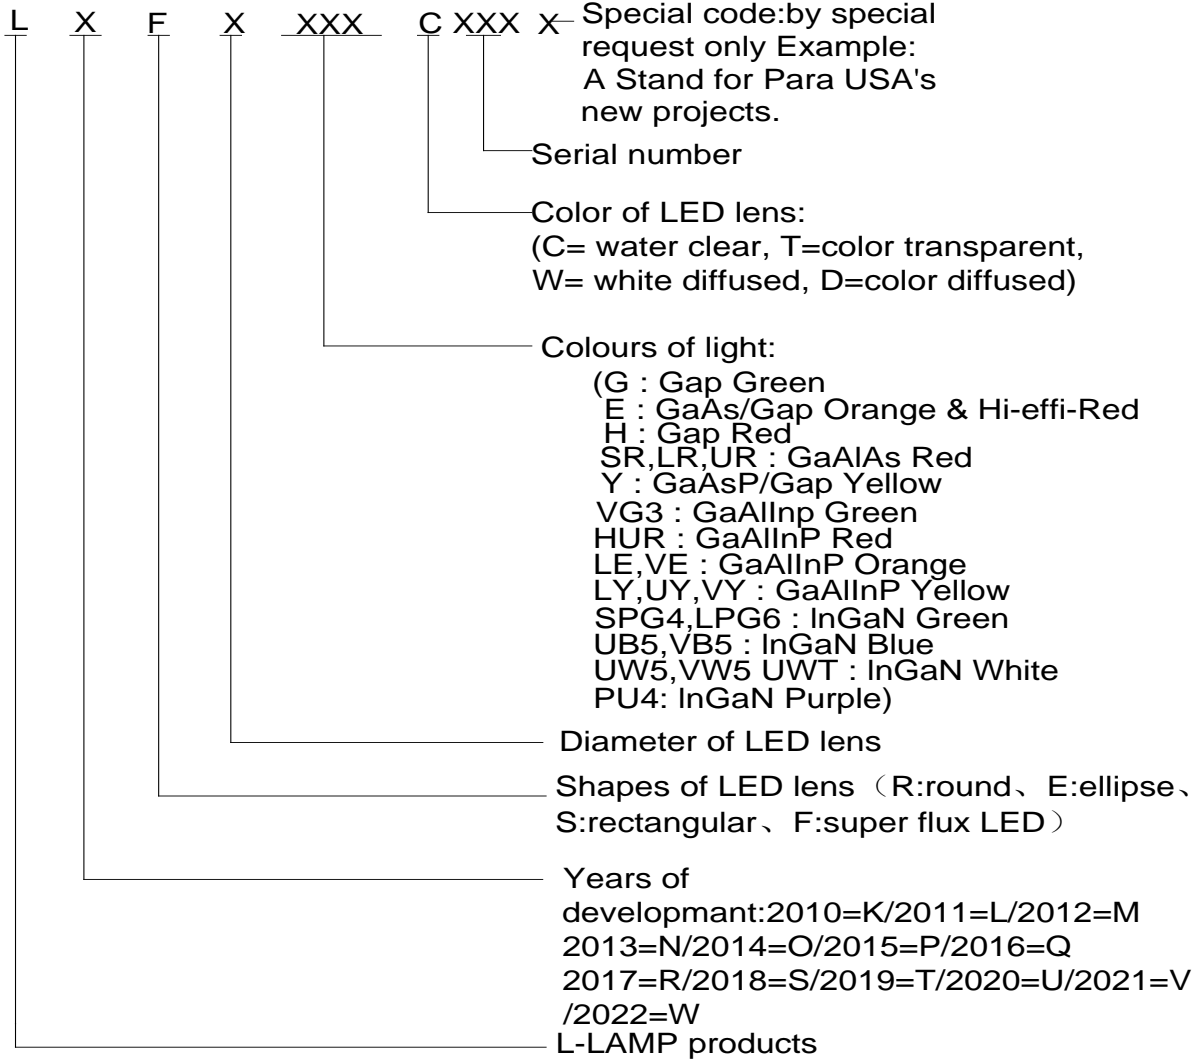 L X F X XXX C XXX X
Special code:by special
request only Example:
A Stand for Para USA's
new projects.
Serial number
Color of LED lens:
(C= water clear, T=color transparent,
W= white diffused, D=color diffused)
Colours of light:
(G : Gap Green
E : GaAs/Gap Orange & Hi-effi-Red
H : Gap Red
SR,LR,UR : GaAlAs Red
Y : GaAsP/Gap Yellow
VG3 : GaAlInp Green
HUR : GaAlInP Red
LE,VE : GaAlInP Orange
LY,UY,VY : GaAlInP Yellow
SPG4,LPG6 : InGaN Green
UB5,VB5 : InGaN Blue
UW5,VW5 UWT : InGaN White
PU4: InGaN Purple)
Diameter of LED lens
Shapes of LED lens（R:round、E:ellipse、
S:rectangular、F:super flux LED）
Years of
developmant:2010=K/2011=L/2012=M
2013=N/2014=O/2015=P/2016=Q
2017=R/2018=S/2019=T/2020=U/2021=V
/2022=W
L-LAMP products